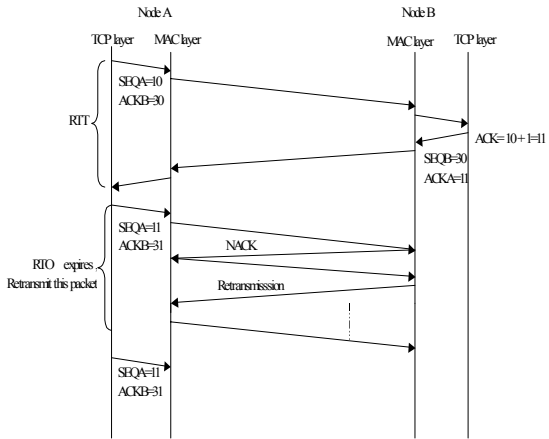 Node A
Node B
TCP layer
MAC layer
MAC layer
TCP layer
SEQA=10
ACKB=30
RTT
ACK = 10 + 1=11
SEQB=30
ACKA=11
SEQA=11
ACKB=31
NACK
RTO expires,
Retransmit this packet
Retransmisssion
SEQA=11
ACKB=31